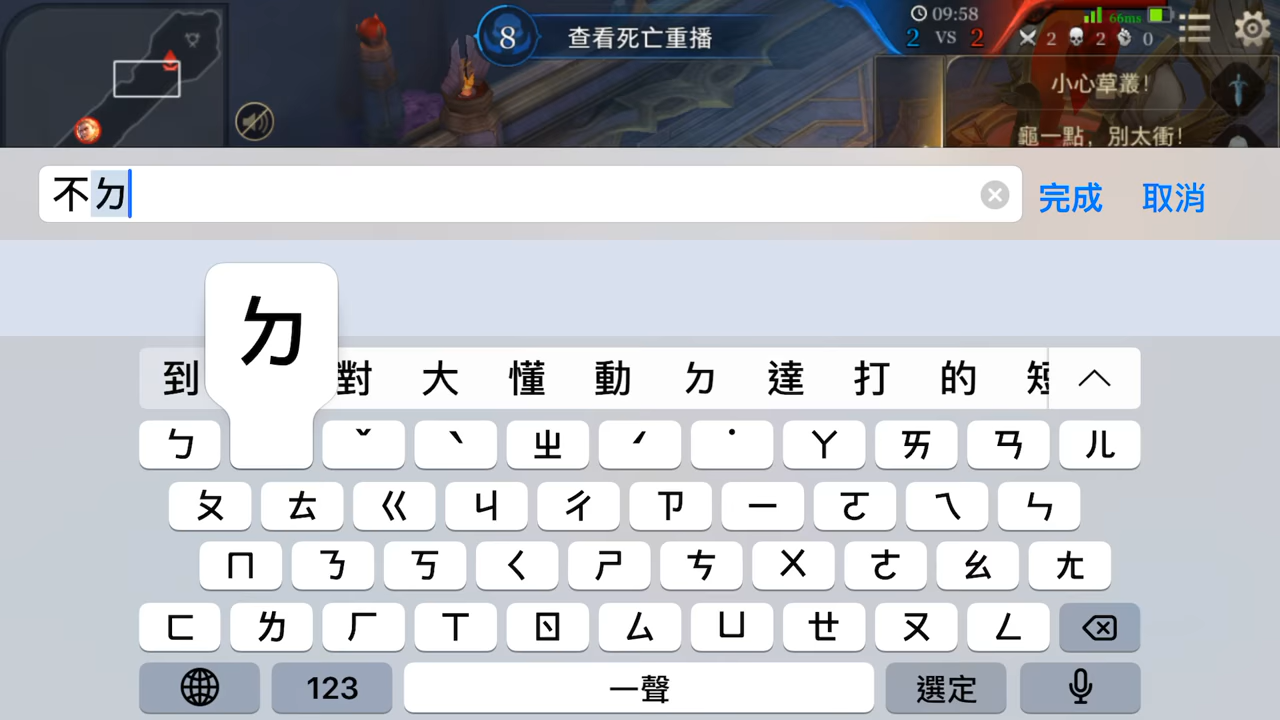 8 查看死亡重播
09:58
2 VS 2
66ms
2 2 0
小心草叢!
龜一點, 別太衝!
不ㄉ
完成 取消
ㄉ
到 對 大 懂 動 ㄉ 達 打 的 短
ㄅ ˇ ˋ ㄓ ˊ ˙ ㄚ ㄞ ㄢ ㄦ
ㄆ ㄊ ㄍ ㄐ ㄔ ㄗ ㄧ ㄛ ㄟ ㄣ
ㄇ ㄋ ㄎ ㄑ ㄕ ㄘ ㄨ ㄜ ㄠ ㄤ
ㄈ ㄌ ㄏ ㄒ ㄖ ㄙ ㄩ ㄝ ㄡ ㄥ
123 一聲 選定